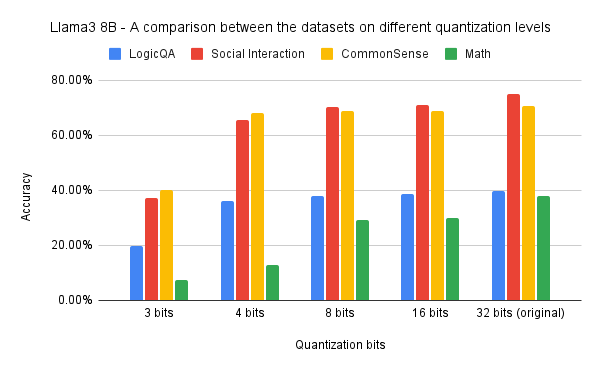 Llama3 8B - A comparison between the datasets on different quantization levels
LogicQA Social Interaction CommonSense Math
80.00%
60.00%
40.00%
20.00%
0.00%
Accuracy
3 bits 4 bits 8 bits 16 bits 32 bits (original)
Quantization bits